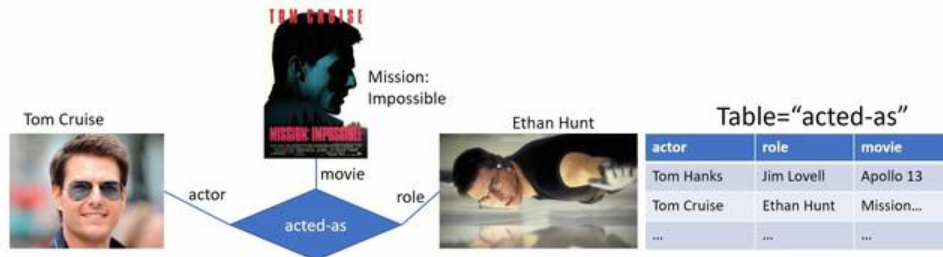 TOM CRUISE
Mission:
Impossible
Tom Cruise
MISSION: IMPOSSIBLE
Ethan Hunt
actor
movie
role
acted-as
Table="acted-as"
actor role movie
Tom Hanks Jim Lovell Apollo 13
Tom Cruise Ethan Hunt Mission...
... ... ...